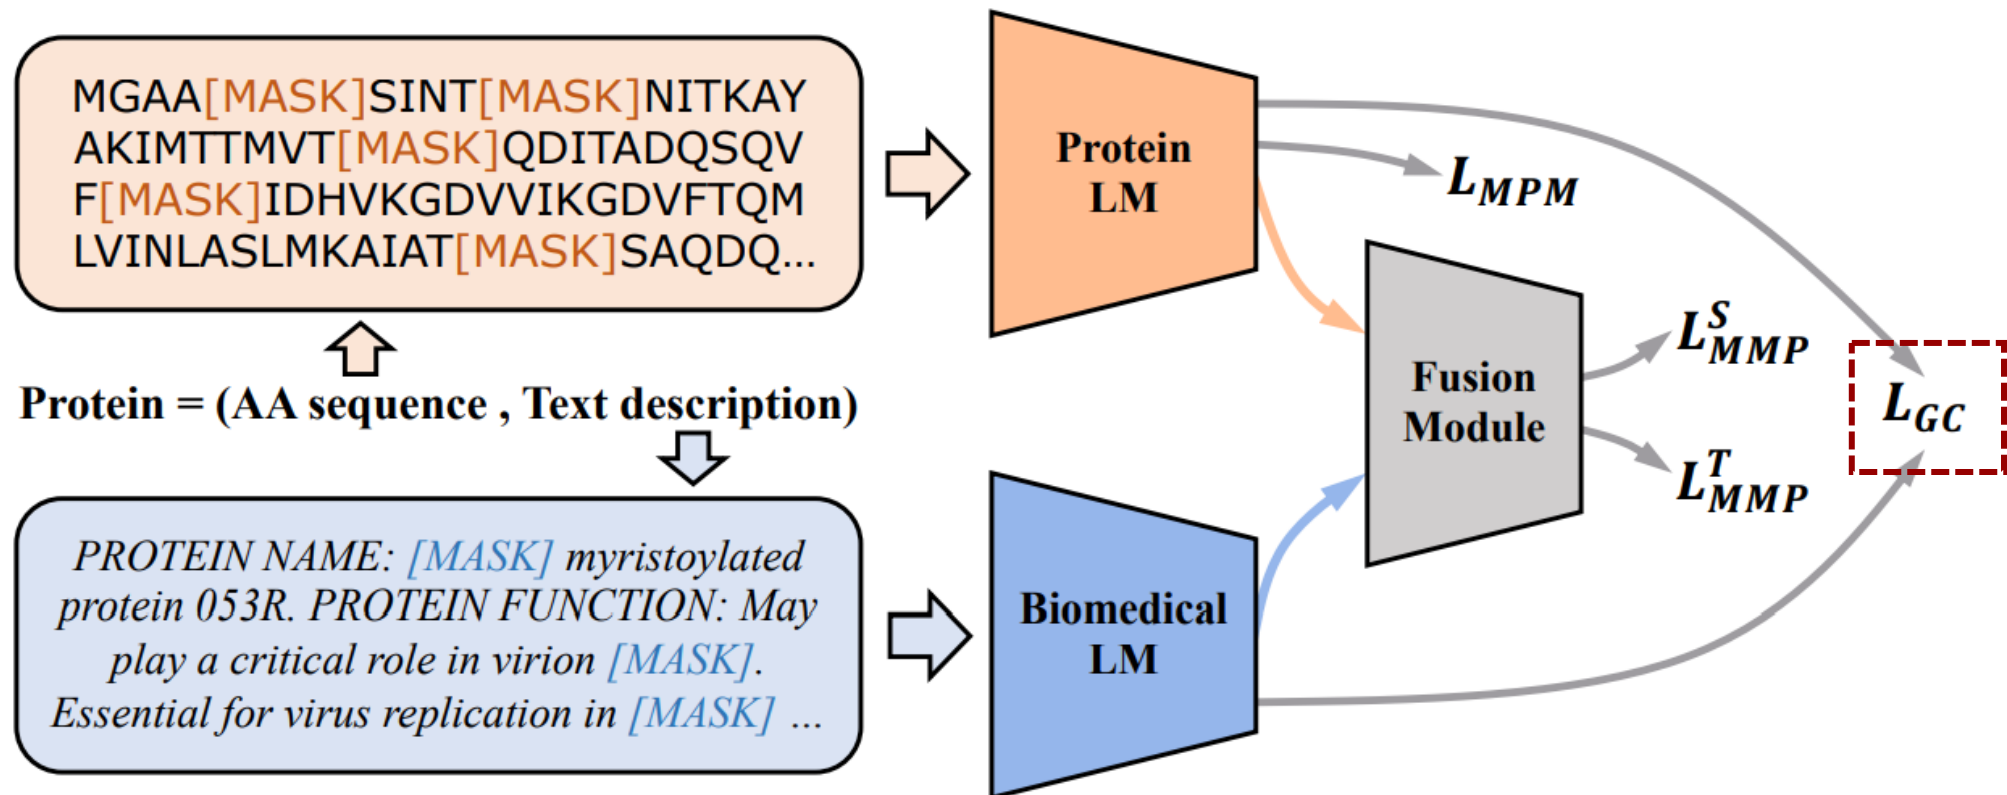 MGAA[MASK]SINT[MASK]NITKAY
AKIMTTMVT[MASK]QDITADQSQV
F[MASK]IDHVKGDVVIKGDVFTQM
LVINLASLMKAIAT[MASK]SAQDQ...
Protein = (AA sequence , Text description)
PROTEIN NAME: [MASK] myristoylated
protein 053R. PROTEIN FUNCTION: May
play a critical role in virion [MASK].
Essential for virus replication in [MASK] ...
Protein
LM
Biomedical
LM
L_MPM
Fusion
Module
L^S_MMP
L^T_MMP
L_GC